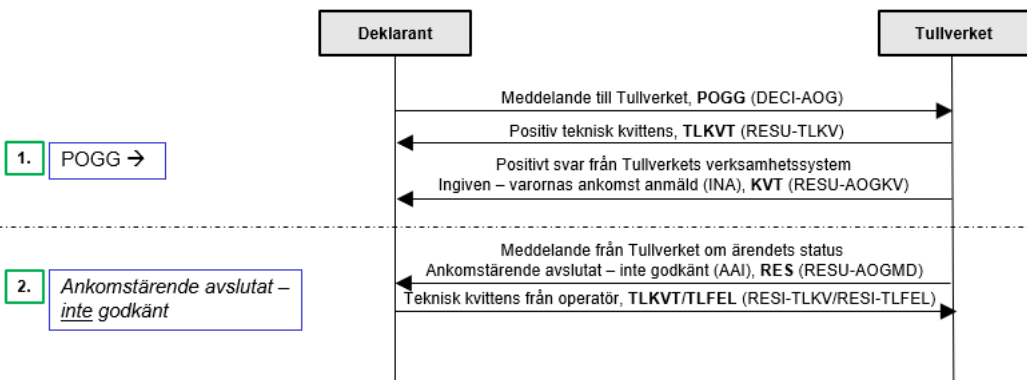 Deklarant
Tullverket
Meddelande till Tullverket, POGG (DECI-AOG)
Positiv teknisk kvittens, TLKVT (RESU-TLKV)
1.
POGG →
Positivt svar från Tullverkets verksamhetssystem
Ingiven – varornas ankomst anmäld (INA), KVT (RESU-AOGKV)
Meddelande från Tullverket om ärendets status
Ankomstärende avslutat – inte godkänt (AAI), RES (RESU-AOGMD)
2.
Ankomstärende avslutat –
inte godkänt
Teknisk kvittens från operatör, TLKVT/TLFEL (RESI-TLKV/RESI-TLFEL)